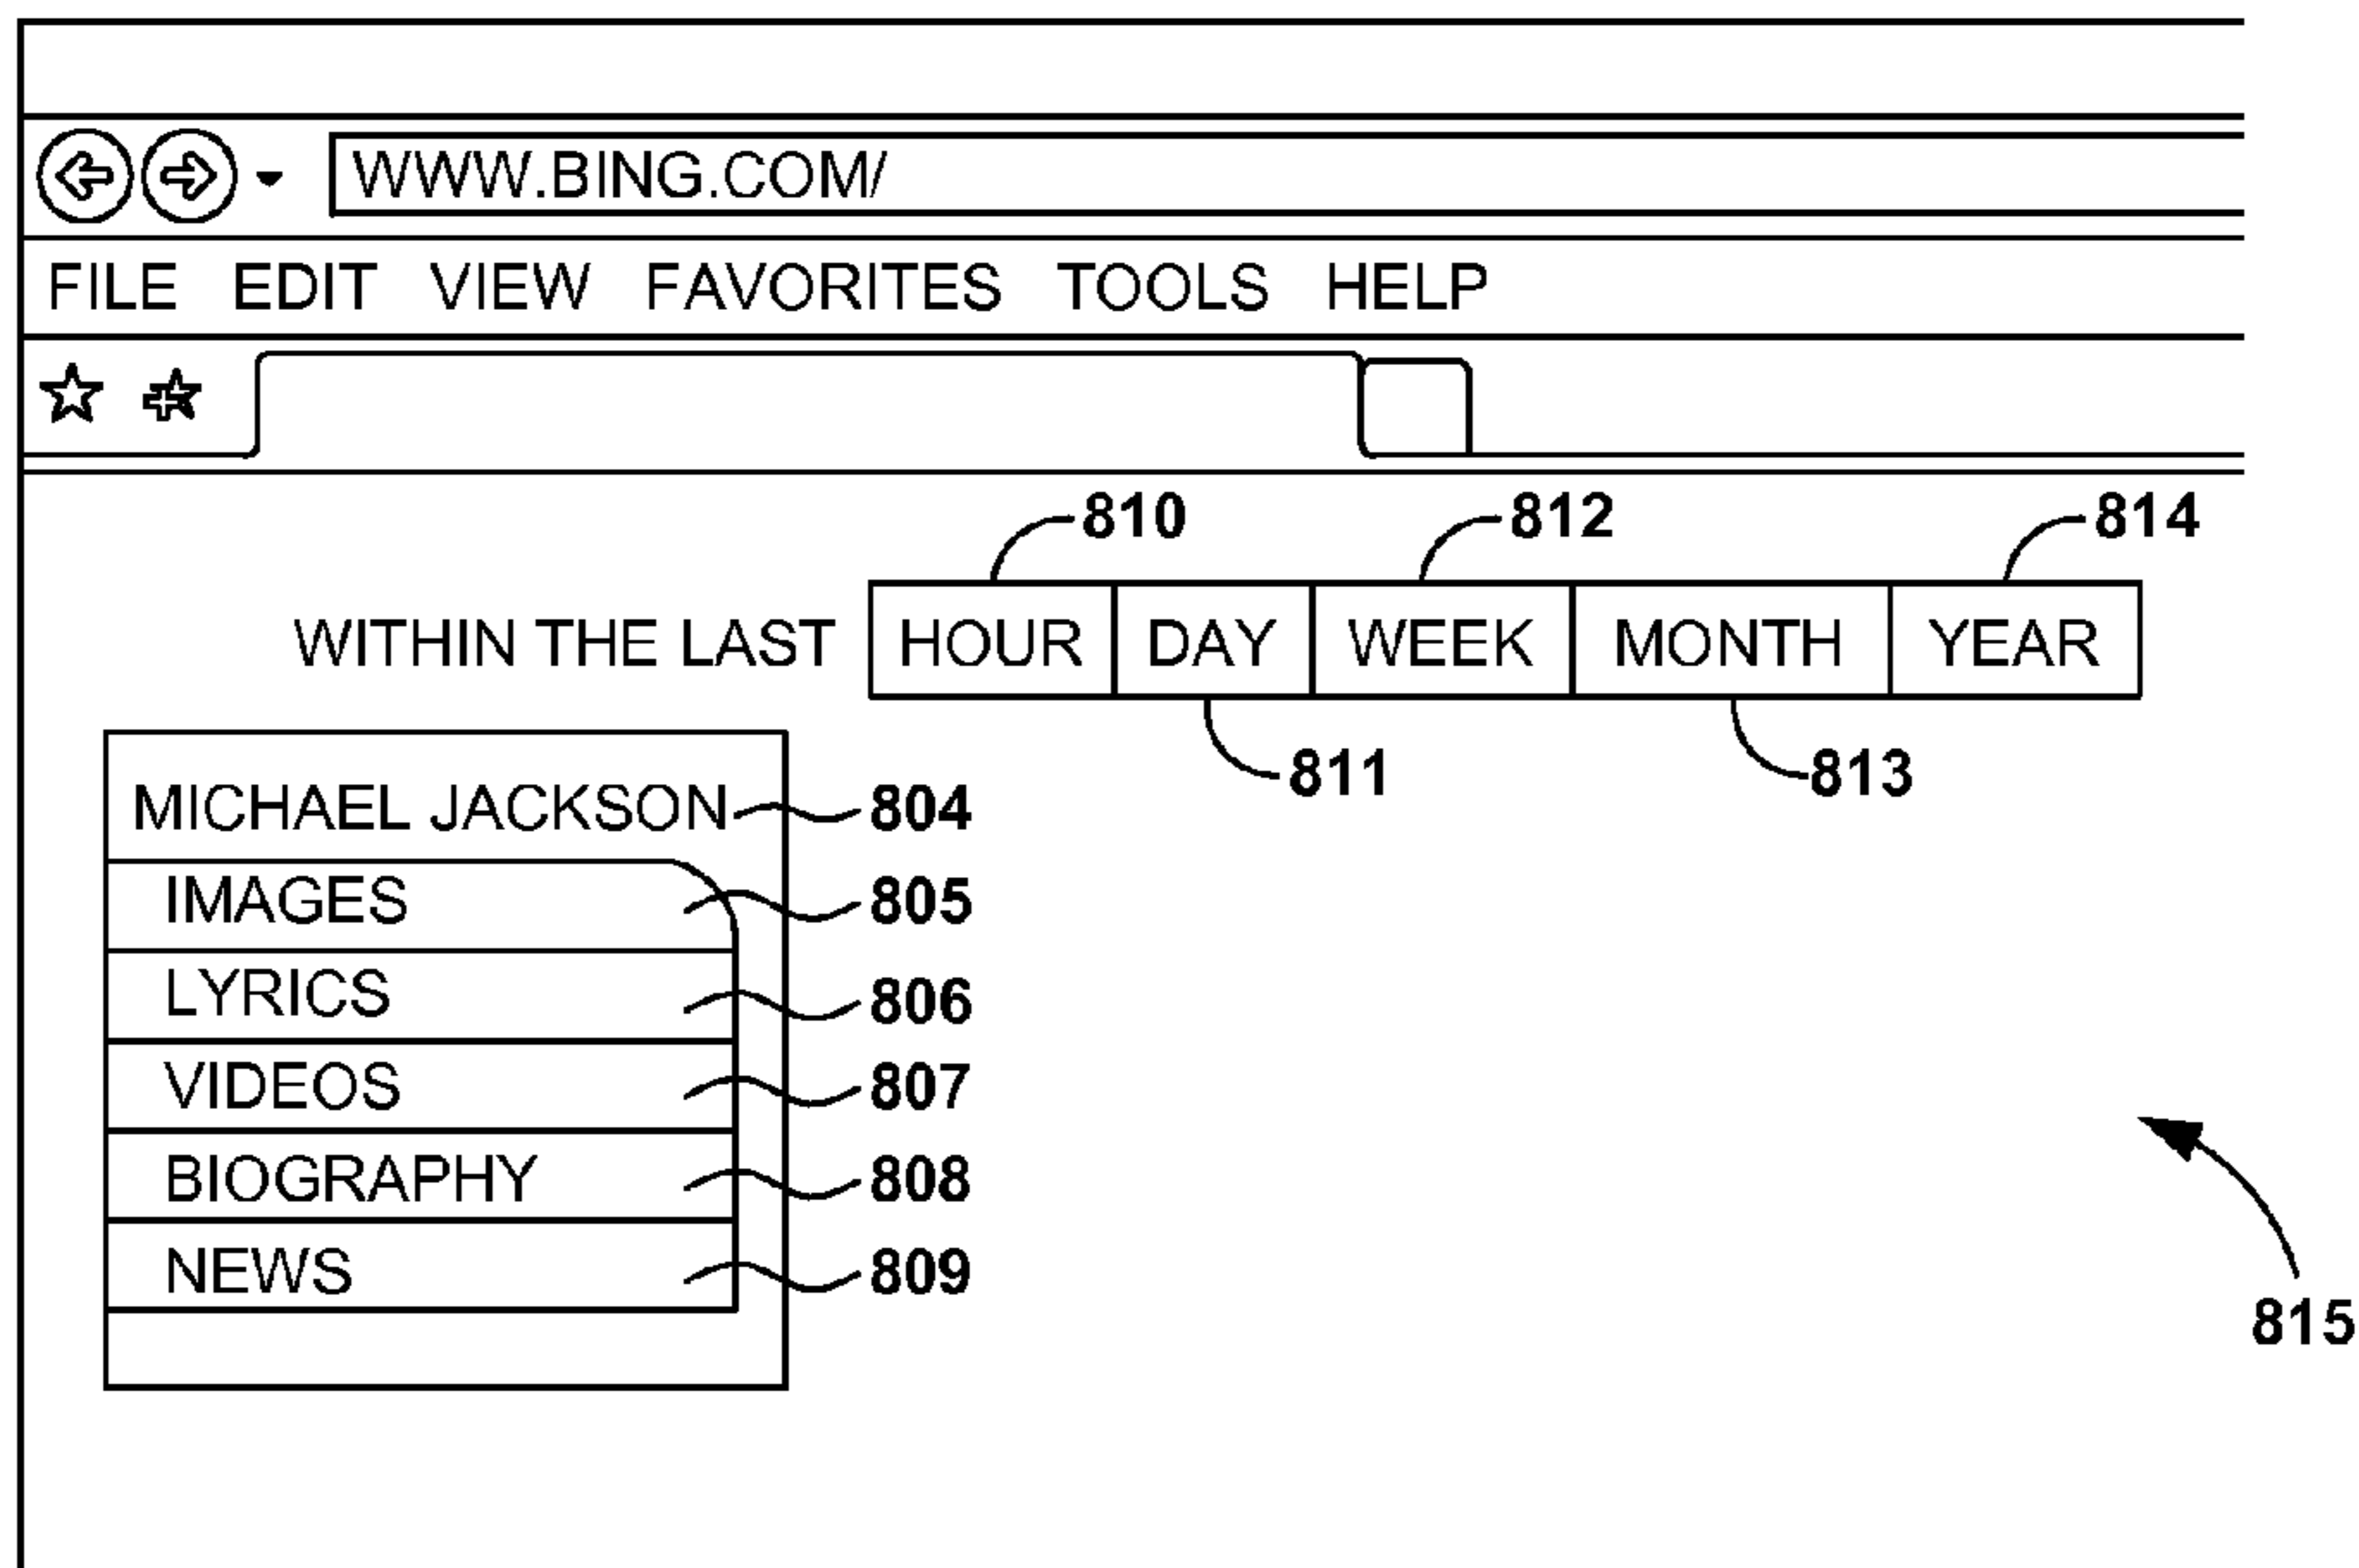 WWW.BING.COM/
FILE EDIT VIEW FAVORITES TOOLS HELP
810 812 814
WITHIN THE LAST HOUR DAY WEEK MONTH YEAR
811 813
MICHAEL JACKSON 804
IMAGES 805
LYRICS 806
VIDEOS 807
BIOGRAPHY 808
NEWS 809
815